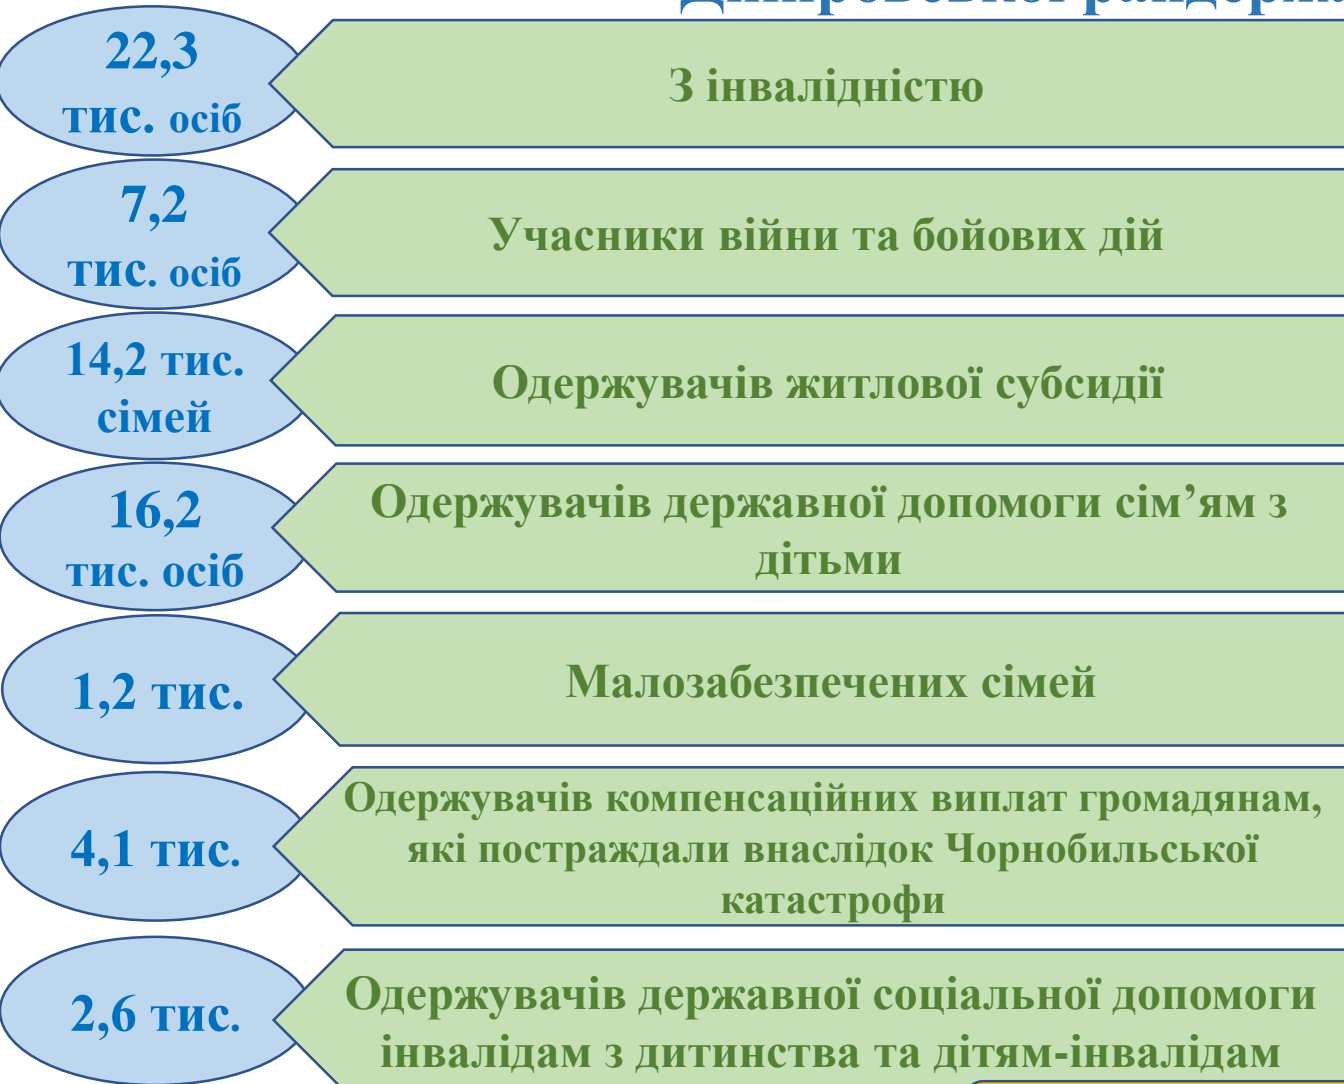 22,3
тис. осіб
З інвалідністю
7,2
тис. осіб
Учасники війни та бойових дій
14,2 тис.
сімей
Одержувачів житлової субсидії
16,2
тис. осіб
Одержувачів державної допомоги сім’ям з
дітьми
1,2 тис.
Малозабезпечених сімей
4,1 тис.
Одержувачів компенсаційних виплат громадянам,
які постраждали внаслідок Чорнобильської
катастрофи
2,6 тис.
Одержувачів державної соціальної допомоги
інвалідам з дитинства та дітям-інвалідам